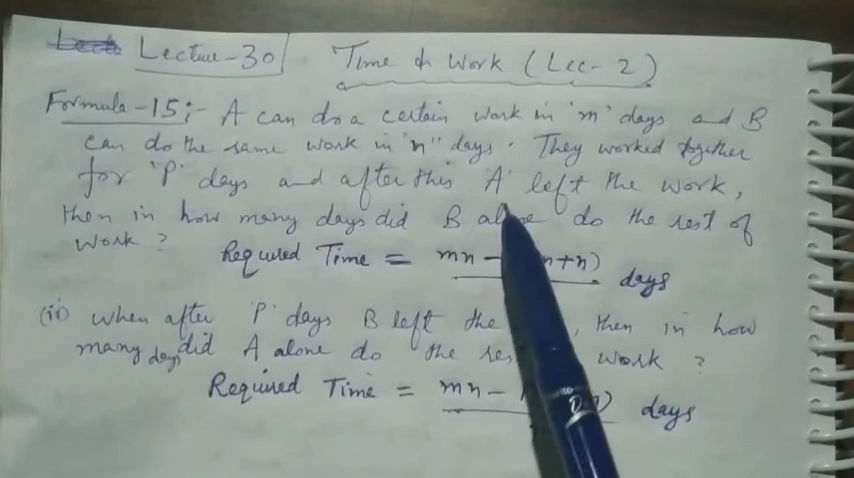 Lecture-30 Time & Work (Lec-2)
Formula-15:- A can do a certain work in 'm' days and B
can do the same work in "n" days. They worked together
for 'P' days and after this A left the work,
then in how many days did B alone do the rest of
work?
Required Time = mn - n+n) days
(ii) when after 'P' days B left the , then in how
many days did A alone do the work ?
Required Time = mn - ) days